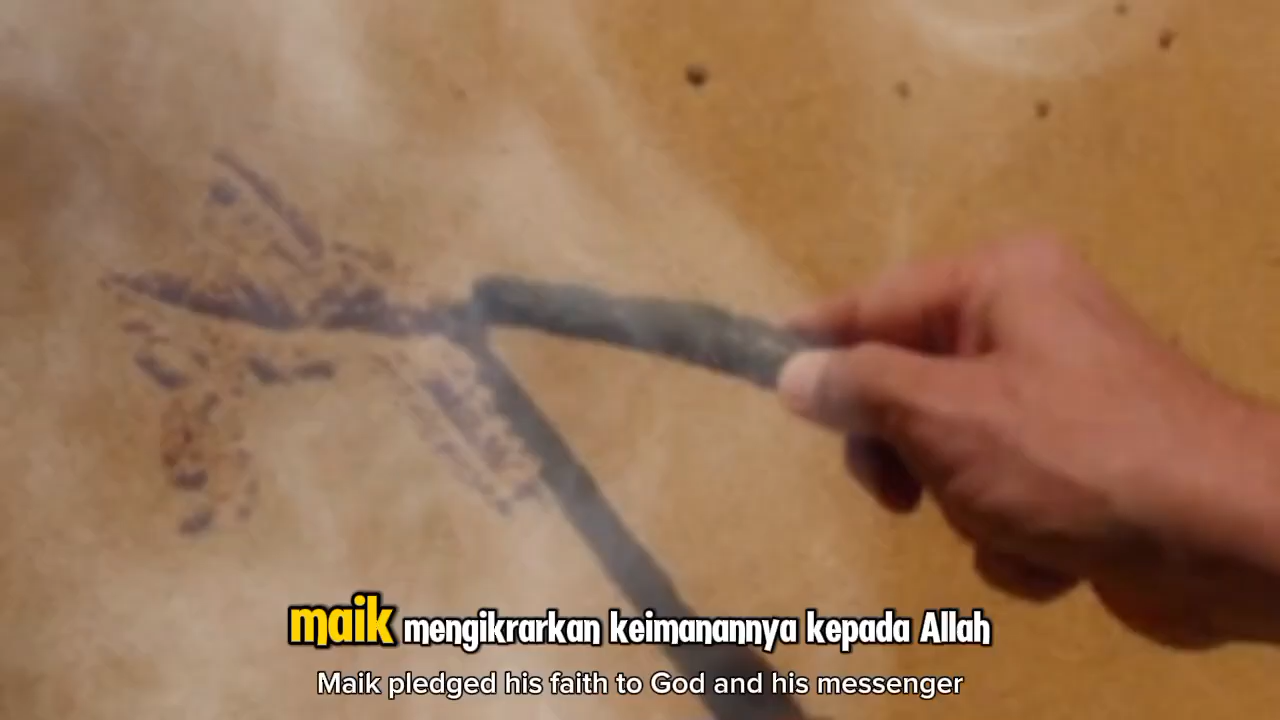 maik mengikrarkan keimanannya kepada Allah
Maik pledged his faith to God and his messenger